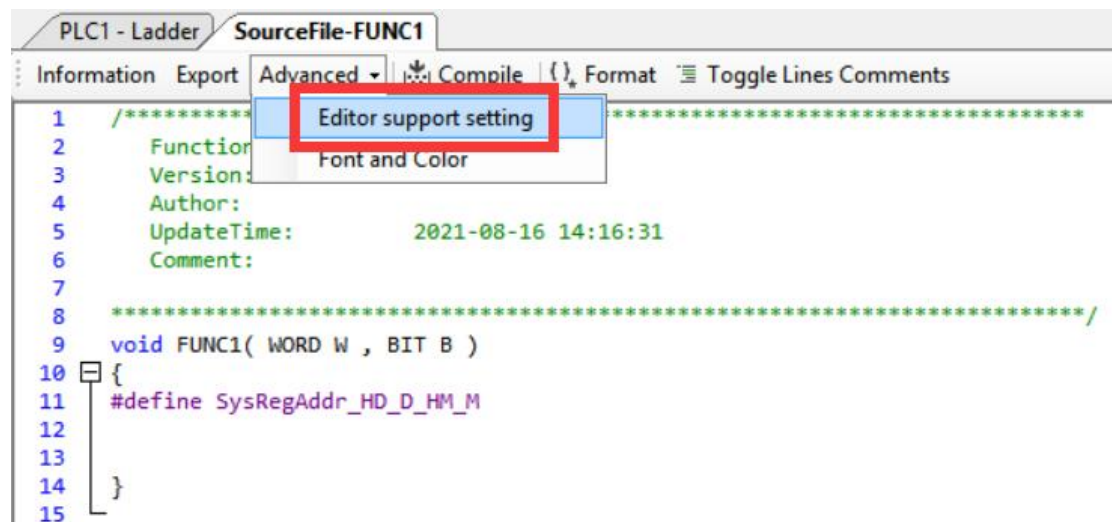 PLC1 - Ladder SourceFile-FUNC1
Information Export Advanced Compile {} Format Toggle Lines Comments
Editor support setting
Font and Color
1 /**********************************************************************
2 Function
3 Version:
4 Author:
5 UpdateTime: 2021-08-16 14:16:31
6 Comment:
7
8 **************************************************************************/
9 void FUNC1( WORD W , BIT B )
10 {
11 #define SysRegAddr_HD_D_HM_M
12
13
14 }
15